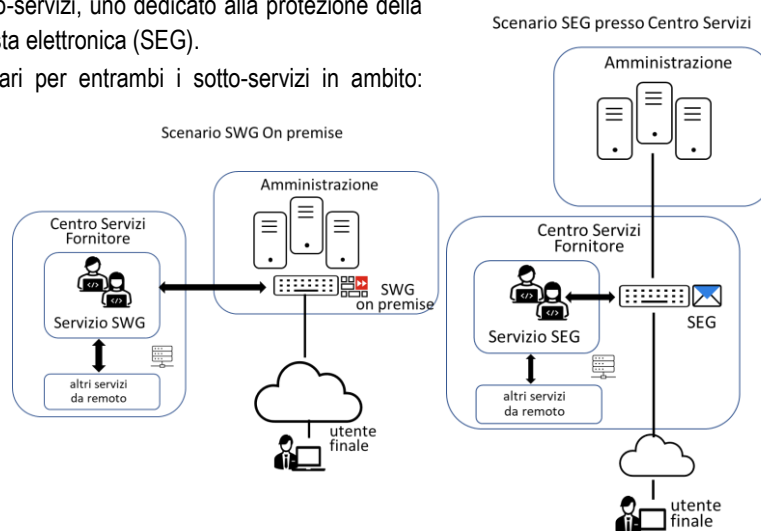 o-servizi, uno dedicato alla protezione della
sta elettronica (SEG).
ari per entrambi i sotto-servizi in ambito:
Scenario SWG On premise
Amministrazione
Centro Servizi
Fornitore
Servizio SWG
altri servizi
da remoto
SWG
on premise
utente
finale
Scenario SEG presso Centro Servizi
Amministrazione
Centro Servizi
Fornitore
Servizio SEG
SEG
altri servizi
da remoto
utente
finale